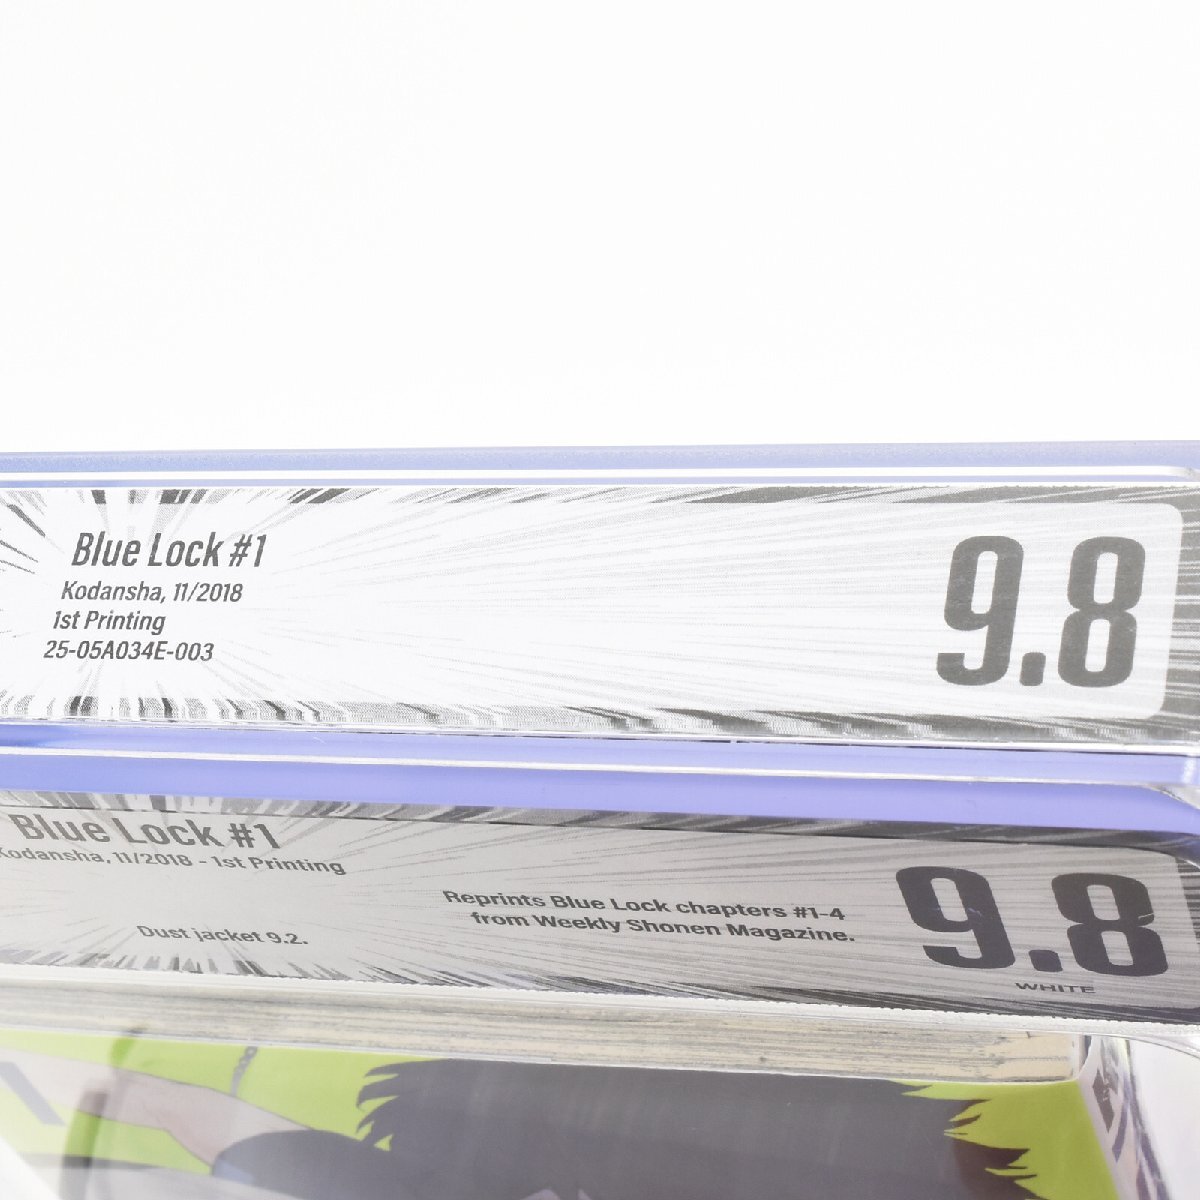 Blue Lock #1
Kodansha, 11/2018
1st Printing
25-05A034E-003
9.8
Blue Lock #1
Kodansha, 11/2018 - 1st Printing
Dust jacket 9.2.
Reprints Blue Lock chapters #1-4
from Weekly Shonen Magazine.
9.8
WHITE